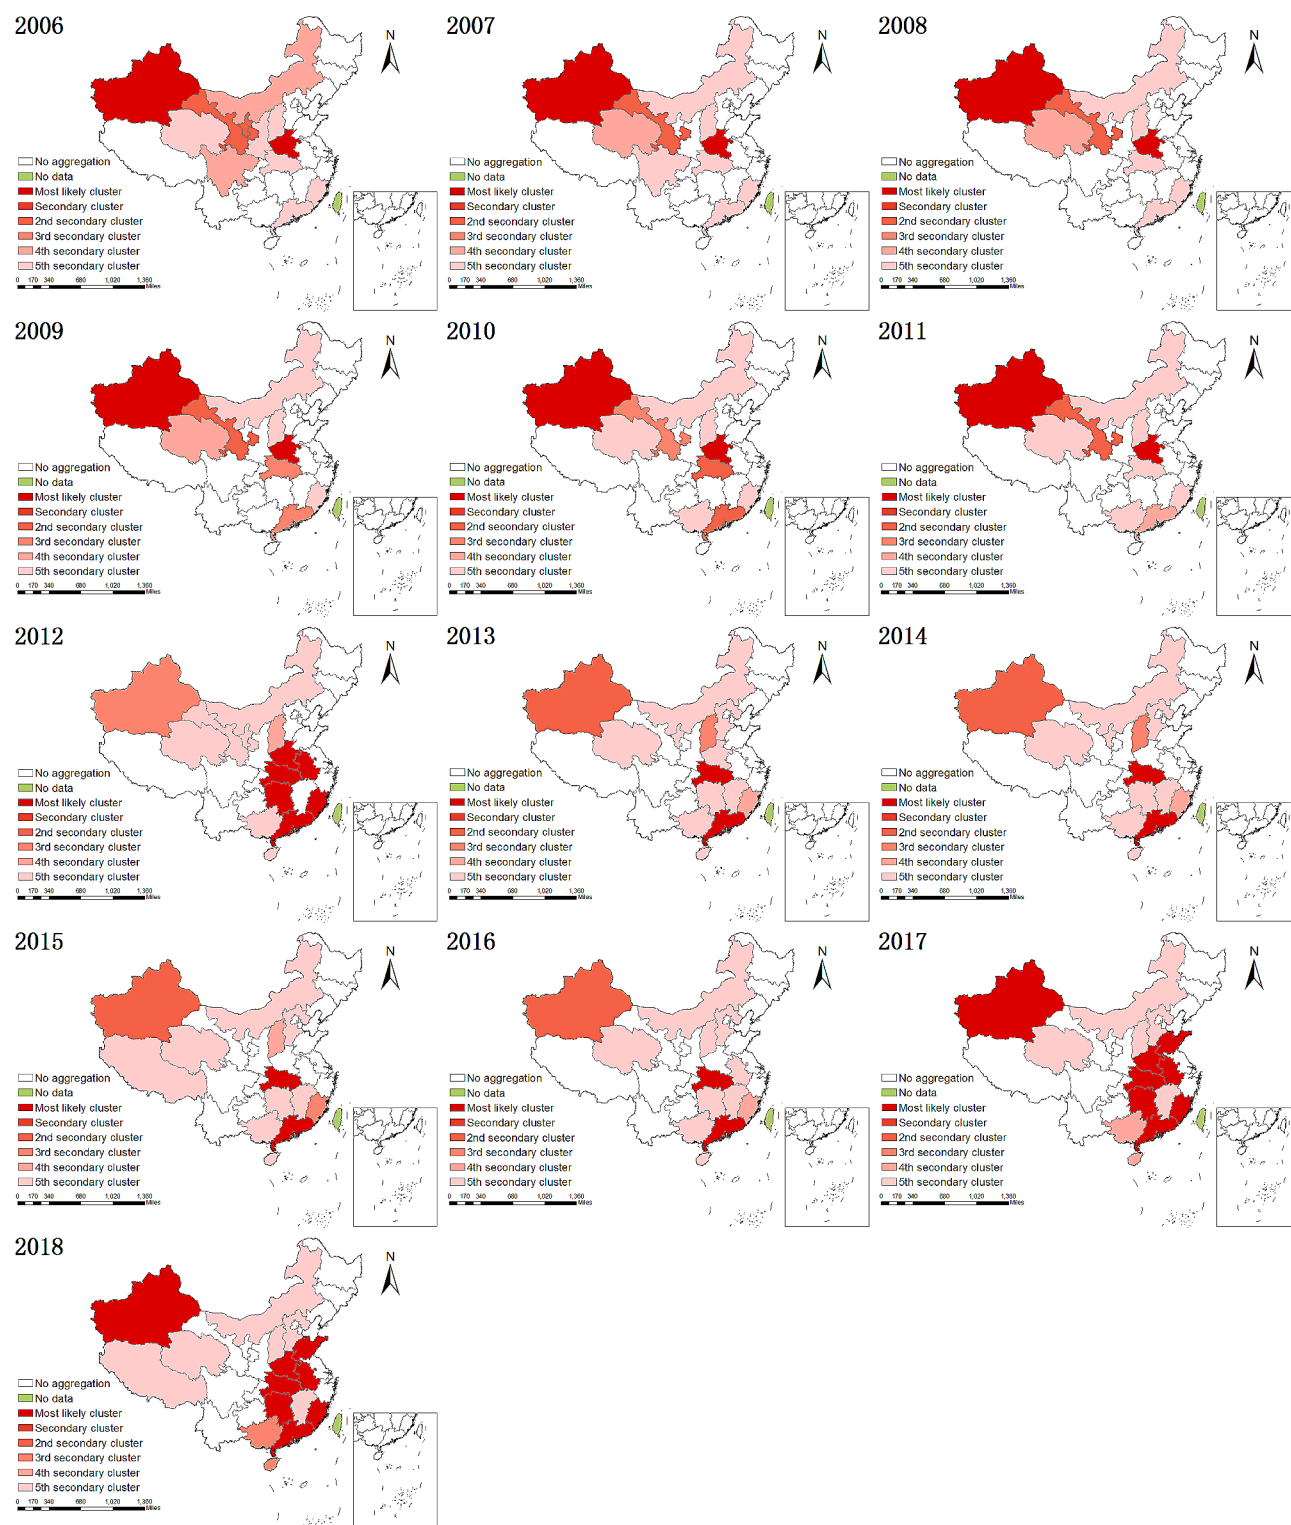 2006
N
No aggregation
No data
Most likely cluster
Secondary cluster
2nd secondary cluster
3rd secondary cluster
4th secondary cluster
5th secondary cluster
0 170 340 680 1,020 1,360
Miles
2007
N
No aggregation
No data
Most likely cluster
Secondary cluster
2nd secondary cluster
3rd secondary cluster
4th secondary cluster
5th secondary cluster
0 170 340 680 1,020 1,360
Miles
2008
N
No aggregation
No data
Most likely cluster
Secondary cluster
2nd secondary cluster
3rd secondary cluster
4th secondary cluster
5th secondary cluster
0 170 340 680 1,020 1,360
Miles
2009
N
No aggregation
No data
Most likely cluster
Secondary cluster
2nd secondary cluster
3rd secondary cluster
4th secondary cluster
5th secondary cluster
0 170 340 680 1,020 1,360
Miles
2010
N
No aggregation
No data
Most likely cluster
Secondary cluster
2nd secondary cluster
3rd secondary cluster
4th secondary cluster
5th secondary cluster
0 170 340 680 1,020 1,360
Miles
2011
N
No aggregation
No data
Most likely cluster
Secondary cluster
2nd secondary cluster
3rd secondary cluster
4th secondary cluster
5th secondary cluster
0 170 340 680 1,020 1,360
Miles
2012
N
No aggregation
No data
Most likely cluster
Secondary cluster
2nd secondary cluster
3rd secondary cluster
4th secondary cluster
5th secondary cluster
0 170 340 680 1,020 1,360
Miles
2013
N
No aggregation
No data
Most likely cluster
Secondary cluster
2nd secondary cluster
3rd secondary cluster
4th secondary cluster
5th secondary cluster
0 170 340 680 1,020 1,360
Miles
2014
N
No aggregation
No data
Most likely cluster
Secondary cluster
2nd secondary cluster
3rd secondary cluster
4th secondary cluster
5th secondary cluster
0 170 340 680 1,020 1,360
Miles
2015
N
No aggregation
No data
Most likely cluster
Secondary cluster
2nd secondary cluster
3rd secondary cluster
4th secondary cluster
5th secondary cluster
0 170 340 680 1,020 1,360
Miles
2016
N
No aggregation
No data
Most likely cluster
Secondary cluster
2nd secondary cluster
3rd secondary cluster
4th secondary cluster
5th secondary cluster
0 170 340 680 1,020 1,360
Miles
2017
N
No aggregation
No data
Most likely cluster
Secondary cluster
2nd secondary cluster
3rd secondary cluster
4th secondary cluster
5th secondary cluster
0 170 340 680 1,020 1,360
Miles
2018
N
No aggregation
No data
Most likely cluster
Secondary cluster
2nd secondary cluster
3rd secondary cluster
4th secondary cluster
5th secondary cluster
0 170 340 680 1,020 1,360
Miles